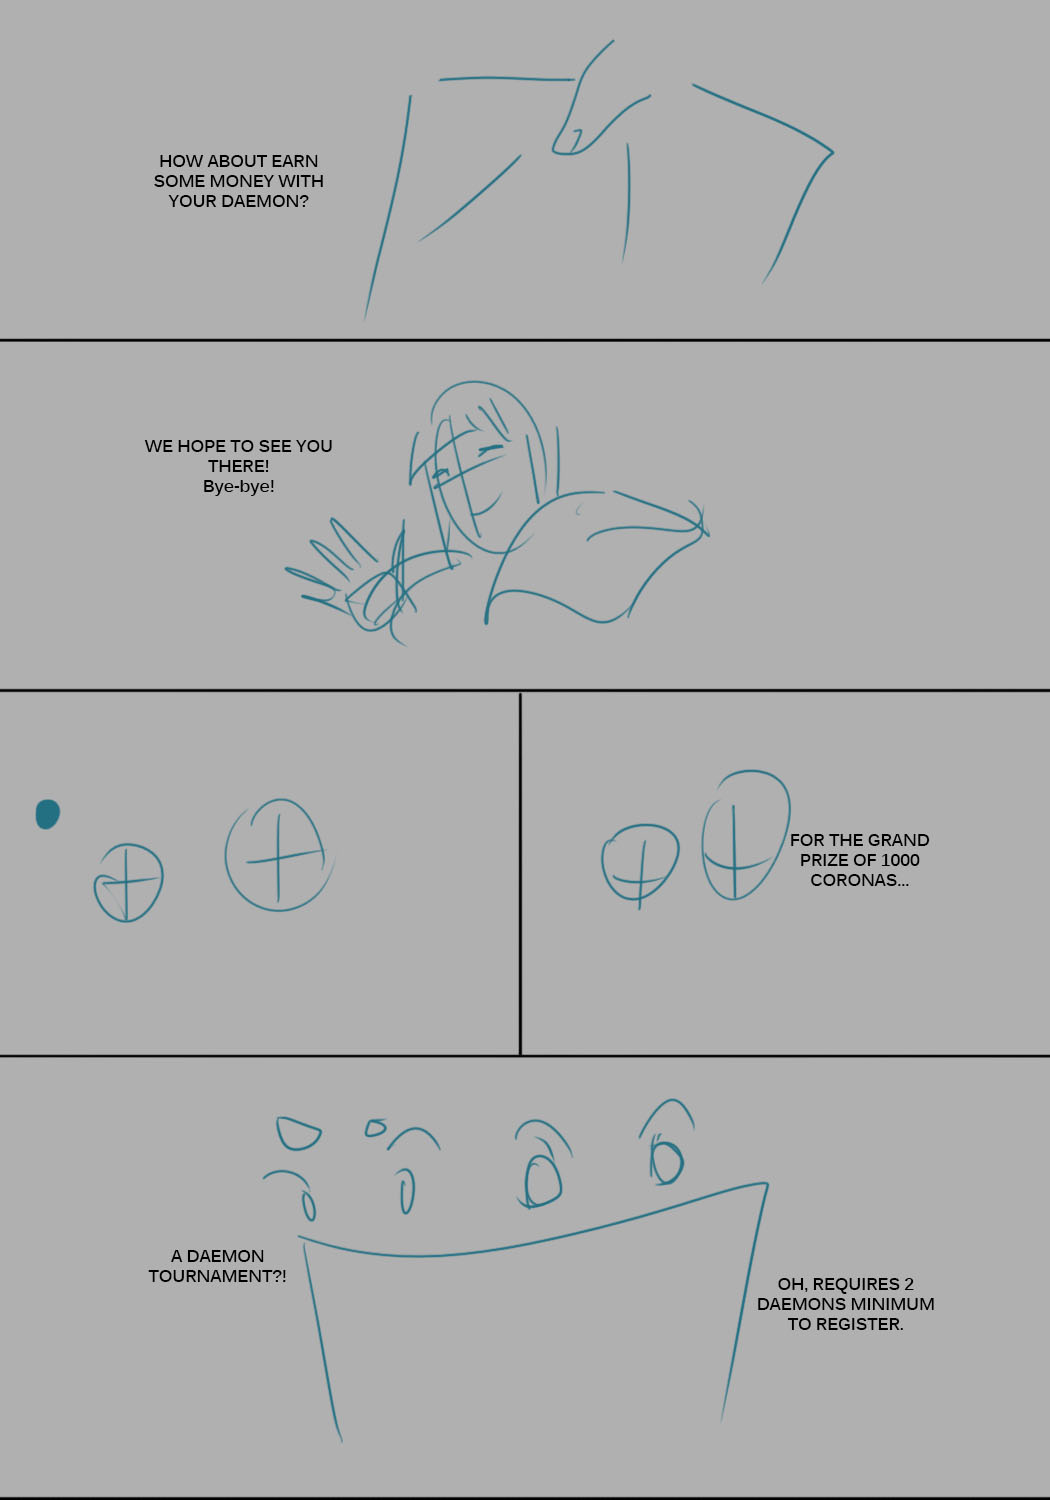 HOW ABOUT EARN
SOME MONEY WITH
YOUR DAEMON?
WE HOPE TO SEE YOU
THERE!
Bye-bye!
FOR THE GRAND
PRIZE OF 1000
CORONAS...
A DAEMON
TOURNAMENT?!
OH, REQUIRES 2
DAEMONS MINIMUM
TO REGISTER.